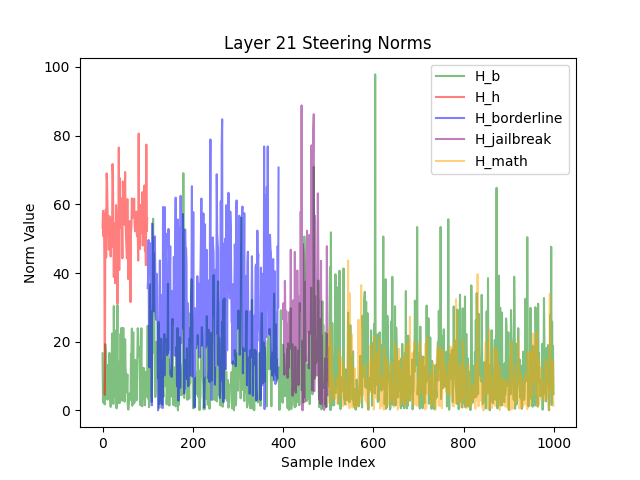 Layer 21 Steering Norms
100
80
60
40
20
0
Norm Value
0
200
400
600
800
1000
Sample Index
H_b
H_h
H_borderline
H_jailbreak
H_math